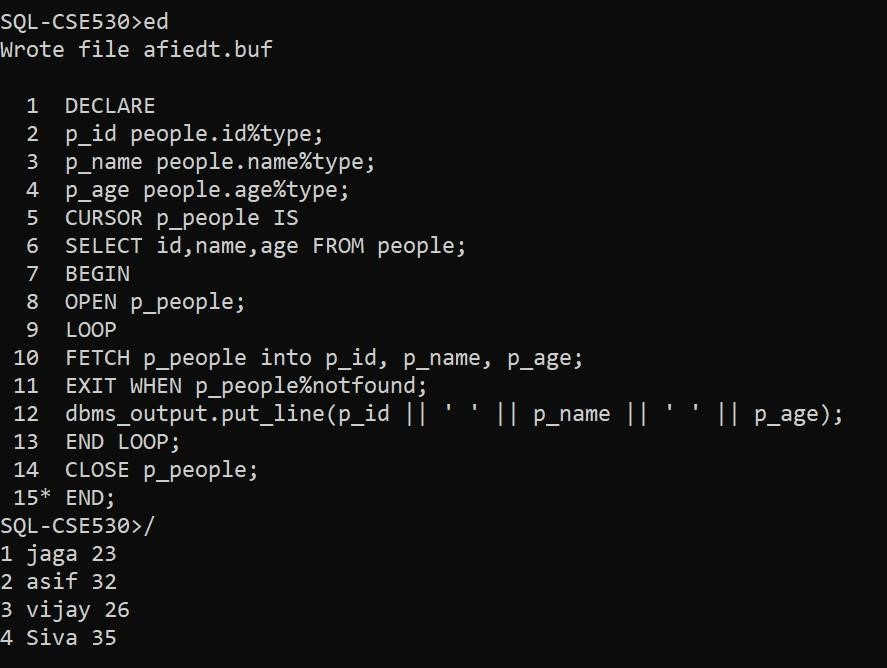 SQL-CSE530>ed
Wrote file afiedt.buf
1 DECLARE
2 p_id people.id%type;
3 p_name people.name%type;
4 p_age people.age%type;
5 CURSOR p_people IS
6 SELECT id,name,age FROM people;
7 BEGIN
8 OPEN p_people;
9 LOOP
10 FETCH p_people into p_id, p_name, p_age;
11 EXIT WHEN p_people%notfound;
12 dbms_output.put_line(p_id || ' ' || p_name || ' ' || p_age);
13 END LOOP;
14 CLOSE p_people;
15* END;
SQL-CSE530>/
1 jaga 23
2 asif 32
3 vijay 26
4 Siva 35